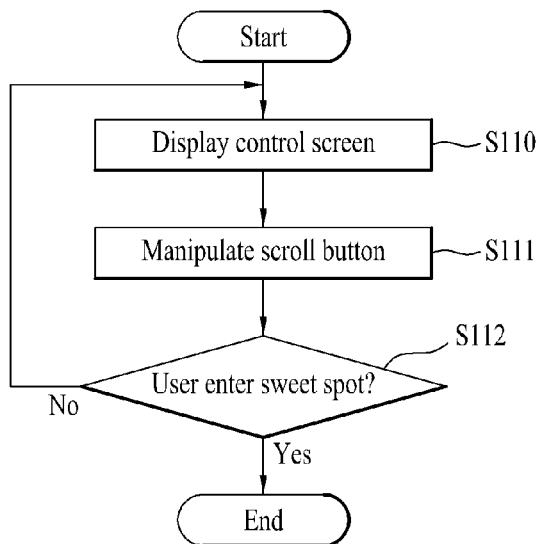 Start
Display control screen
S110
Manipulate scroll button
S111
S112
User enter sweet spot?
No
Yes
End